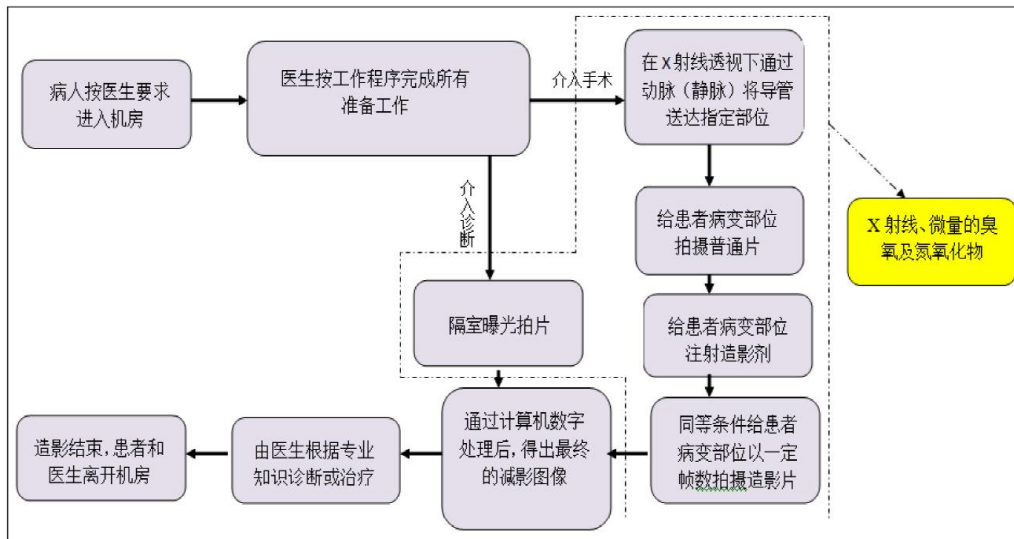 病人按医生要求
进入机房
医生按工作程序完成所有
准备工作
介入手术
在X射线透视下通过
动脉（静脉）将导管
送达指定部位
介入诊断
给患者病变部位
拍摄普通片
X 射线、微量的臭
氧及氮氧化物
隔室曝光拍片
给患者病变部位
注射造影剂
同等条件给患者
病变部位以一定
帧数拍摄造影片
通过计算机数字
处理后，得出最终
的减影图像
由医生根据专业
知识诊断或治疗
造影结束，患者和
医生离开机房